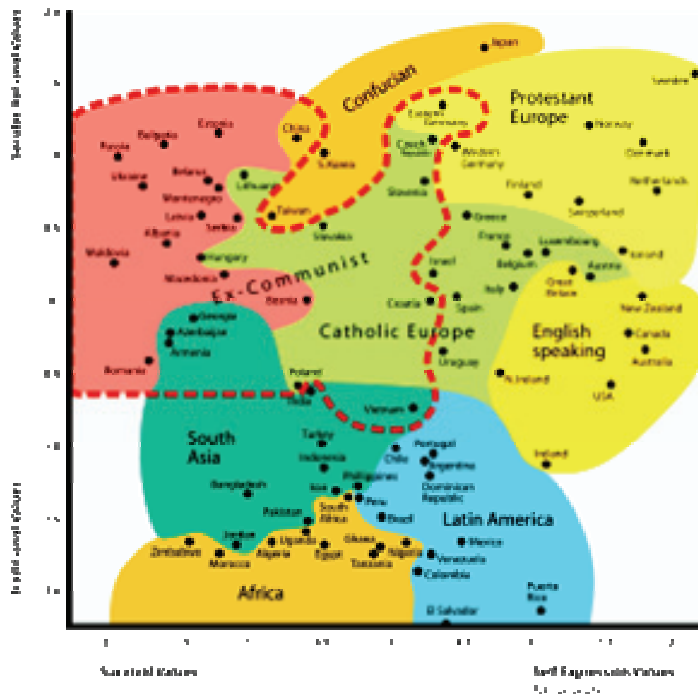 Japan
Confucian
Protestant
Europe
Norway
Denmark
Estonia
China
Bulgaria
Russia
S. Korea
Czech
Western
Germany
Ukraine
Belarus
Lithuania
Slovenia
Finland
Netherlands
Montenegro
Switzerland
Latvia
Serbia
Taiwan
Greece
Albania
Slovakia
France
Luxembourg
Iceland
Moldovia
Hungary
Israel
Belgium
Austria
Macedonia
Ex-Communist
Great
Britain
Italy
Bosnia
Croatia
Spain
New Zealand
Georgia
Azerbaijan
Armenia
Catholic Europe
English
speaking
Canada
Australia
Uruguay
Romania
Poland
India
N. Ireland
USA
Vietnam
South
Asia
Turkey
Indonesia
Chile
Portugal
Argentina
Ireland
Bangladesh
Philippines
Dominican
Republic
Iran
Peru
Pakistan
South
Africa
Brazil
Latin America
Zimbabwe
Jordan
Uganda
Ghana
Mexico
Morocco
Algeria
Egypt
Tanzania
Nigeria
Venezuela
Colombia
Africa
Puerto
Rico
El Salvador
Survival Values
Self Expression Values